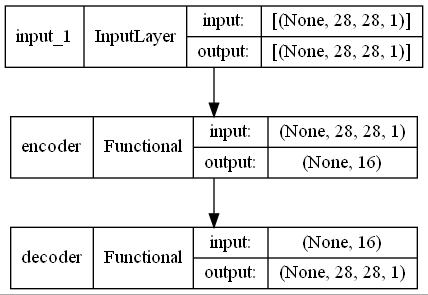 input_1 InputLayer input: [(None, 28, 28, 1)]
output: [(None, 28, 28, 1)]
encoder Functional input: (None, 28, 28, 1)
output: (None, 16)
decoder Functional input: (None, 16)
output: (None, 28, 28, 1)